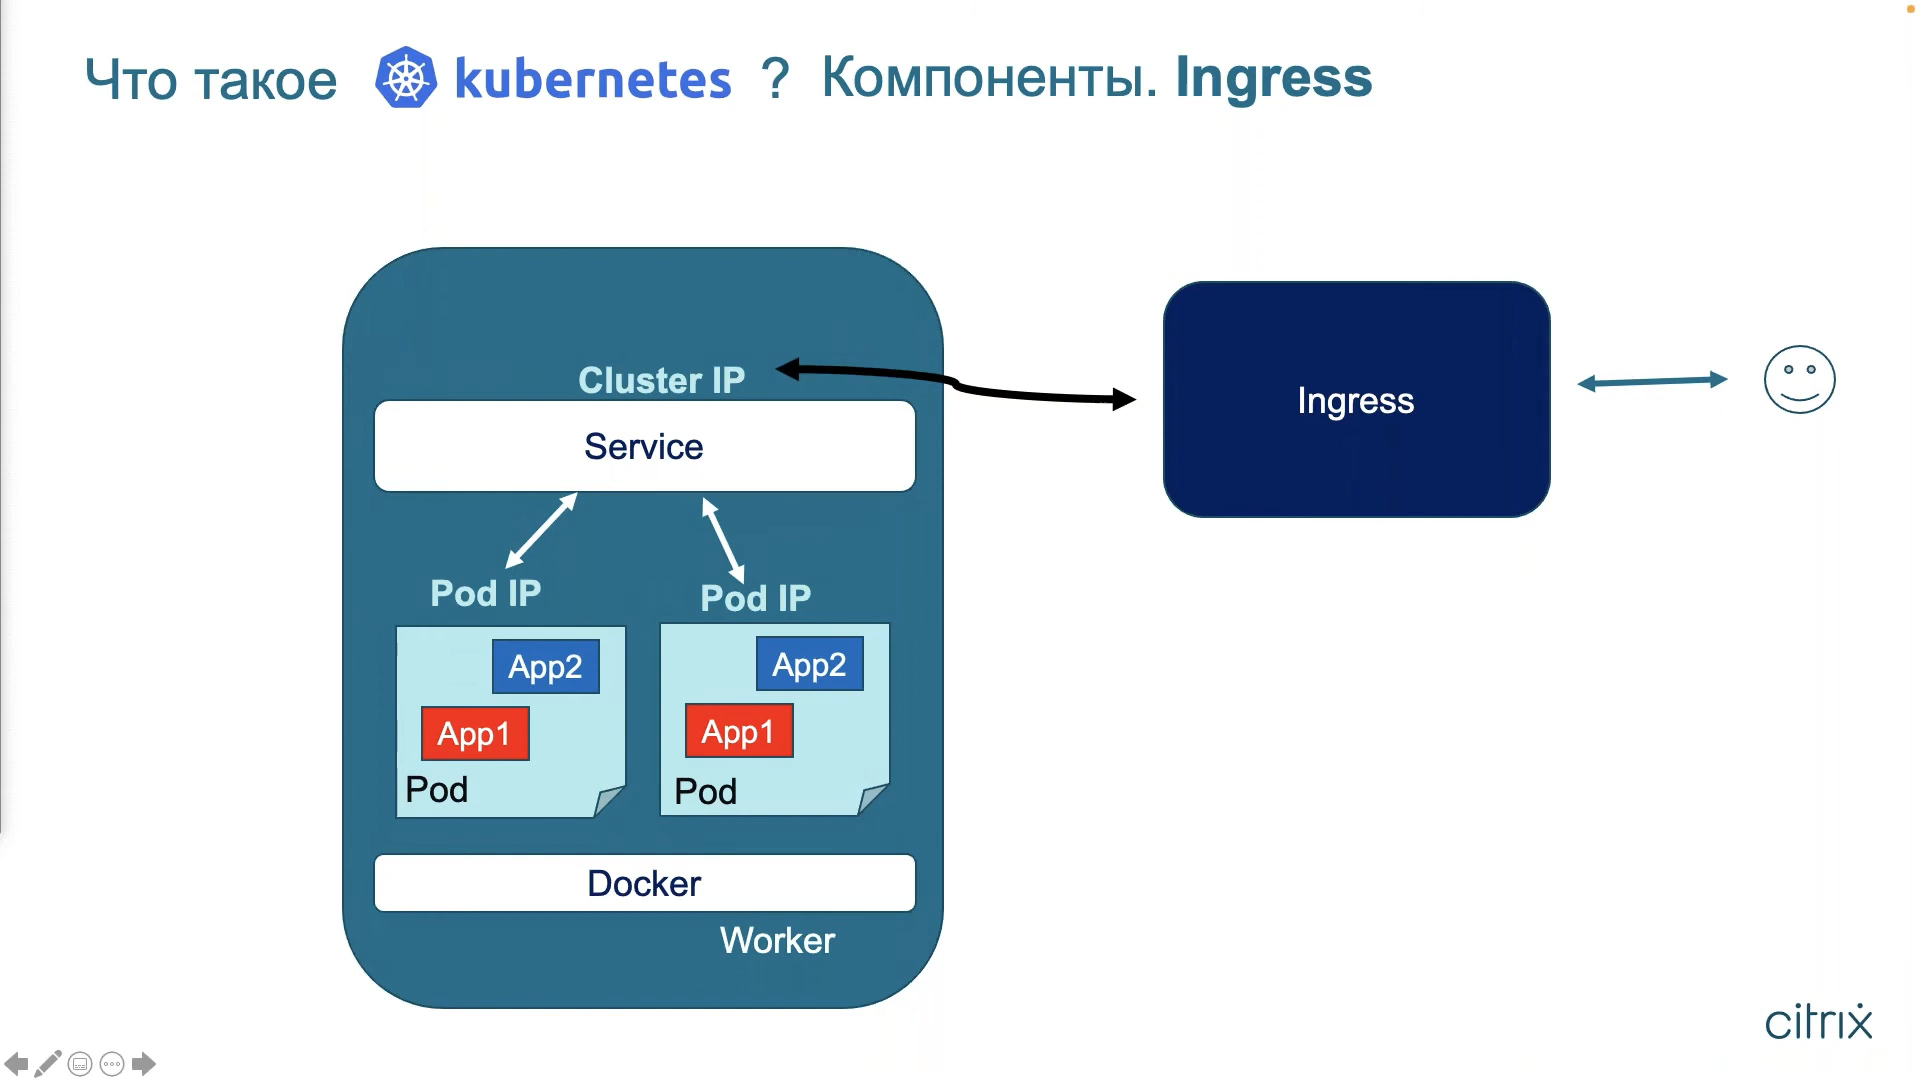 Что такое kubernetes ? Компоненты. Ingress
Cluster IP
Service
Ingress
Pod IP
Pod IP
App2
App1
Pod
App2
App1
Pod
Docker
Worker
citrix